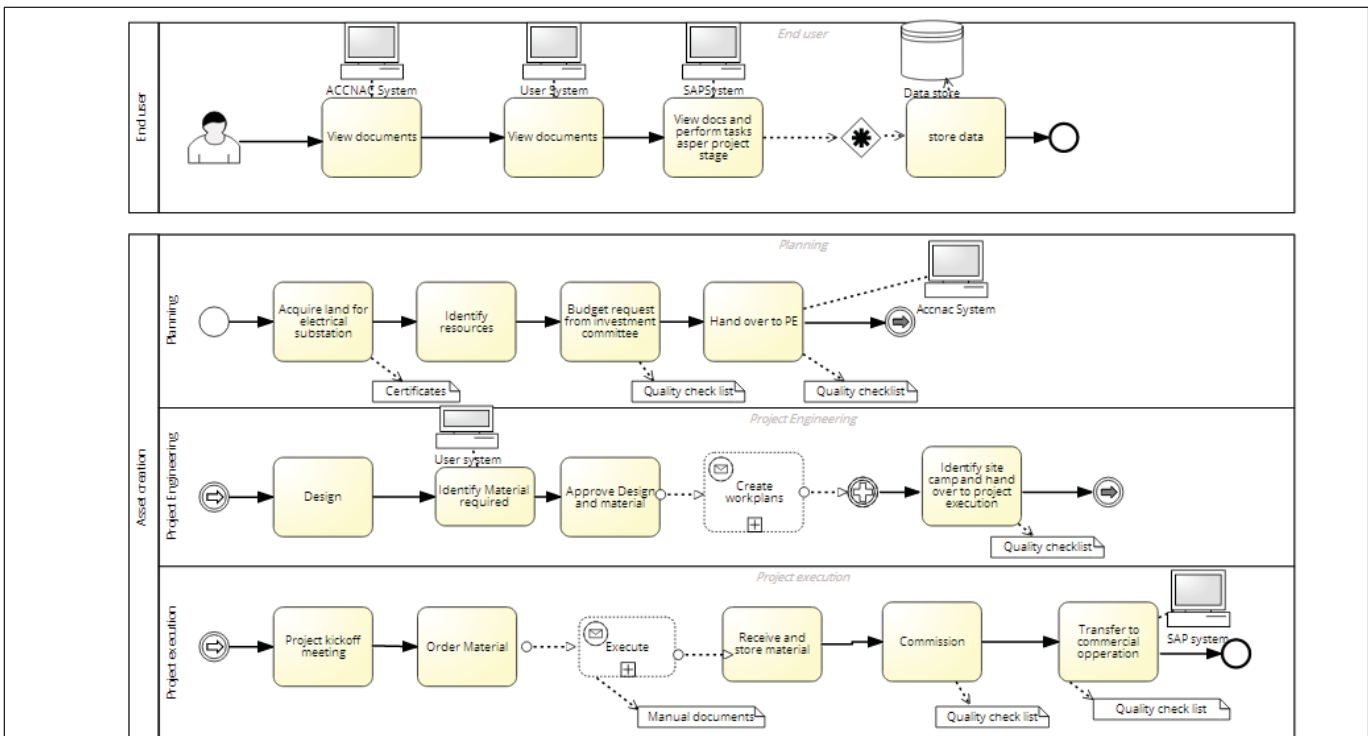 End user
End user
ACCNAC System
User System
SAPSystem
Data store
View documents
View documents
View docs and
perform tasks
asper project
stage
store data
Asset creation
Planning
Planning
Acquire land for
electrical
substation
Identify
resources
Budget request
from investment
committee
Hand over to PE
Accnac System
Certificates
Quality check list
Quality checklist
Project Engineering
Project Engineering
User system
Design
Identify Material
required
Approve Design
and material
Create
workplans
Identify site
camp and hand
over to project
execution
Quality checklist
Project execution
Project execution
Project kickoff
meeting
Order Material
Execute
Receive and
store material
Commission
Transfer to
commercial
opperation
SAP system
Manual documents
Quality check list
Quality check list